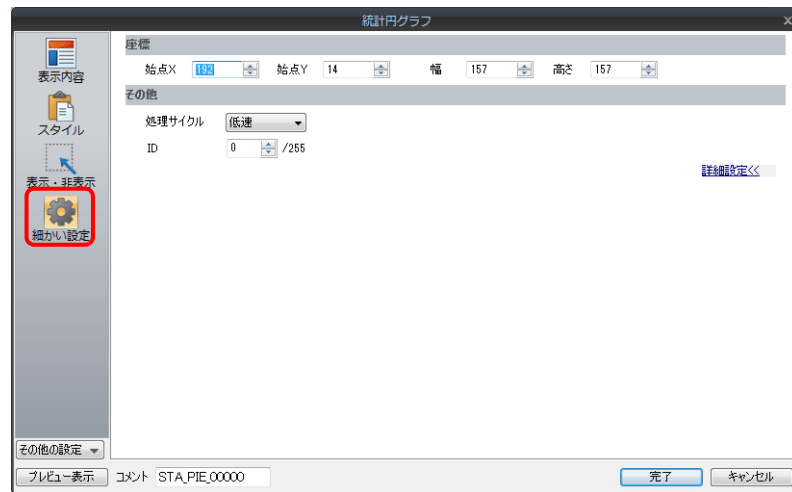 統計円グラフ
表示内容
スタイル
表示・非表示
細かい設定
その他の設定
座標
始点X 192 始点Y 14 幅 157 高さ 157
その他
処理サイクル 低速
ID 0 /255
詳細設定<<
プレビュー表示 コメント STA_PIE_00000 完了 キャンセル